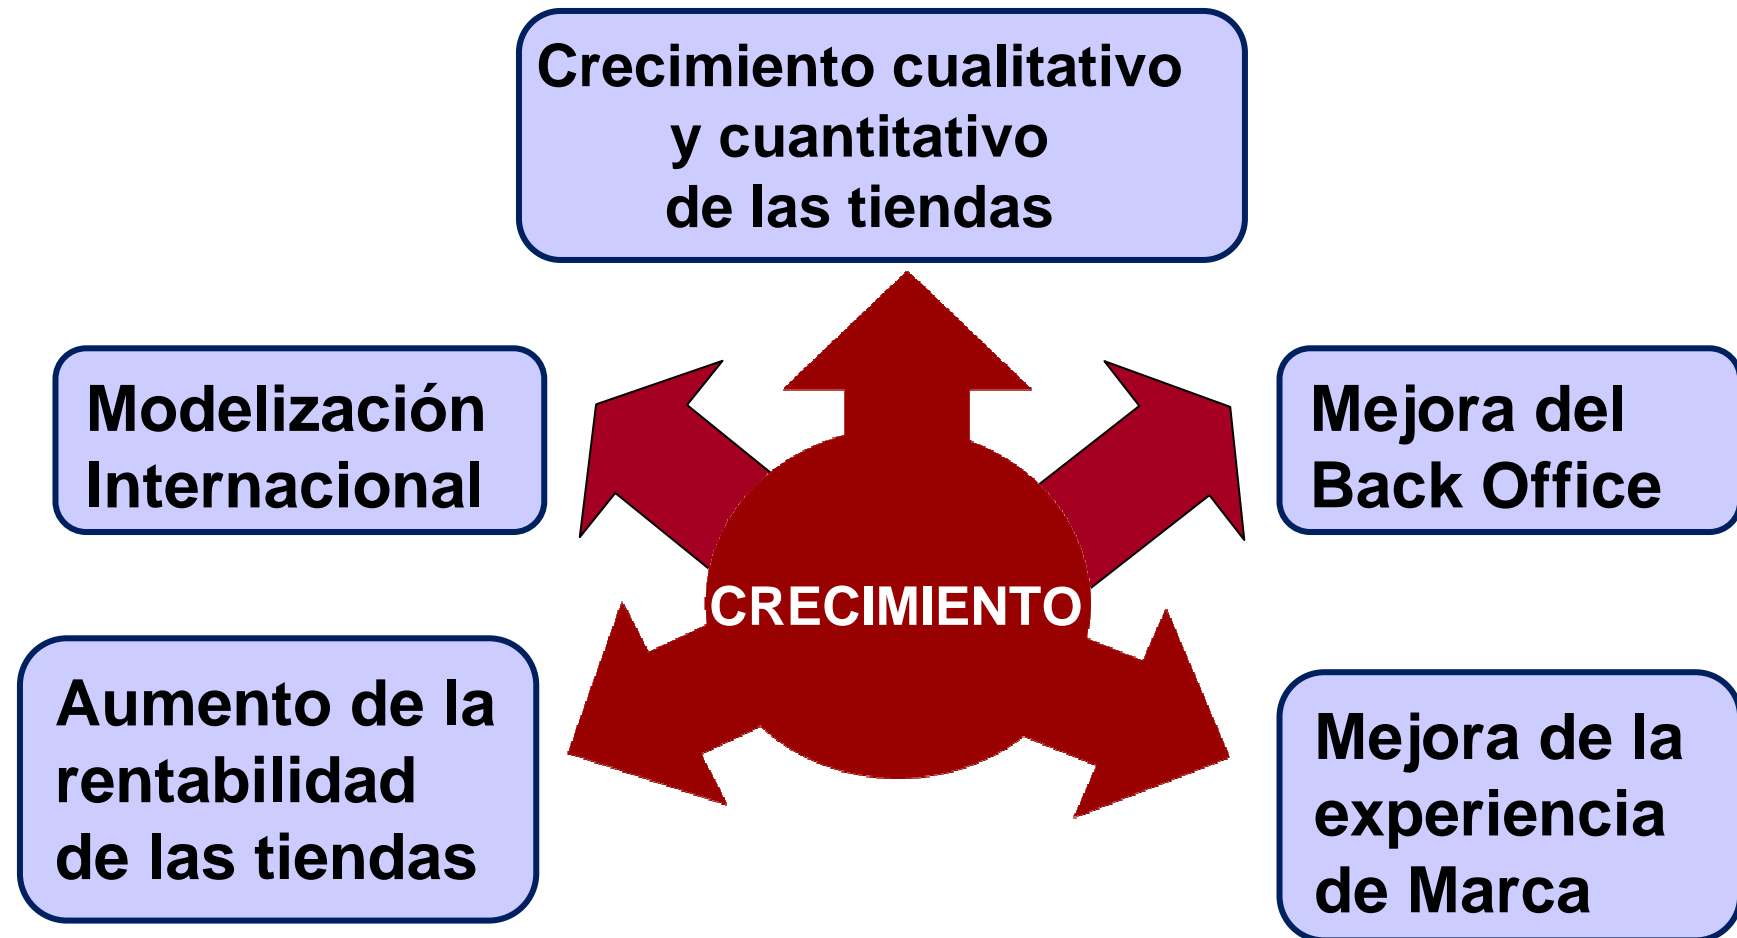 Crecimiento cualitativo
y cuantitativo
de las tiendas
Modelización
Internacional
Mejora del
Back Office
CRECIMIENTO
Aumento de la
rentabilidad
de las tiendas
Mejora de la
experiencia
de Marca